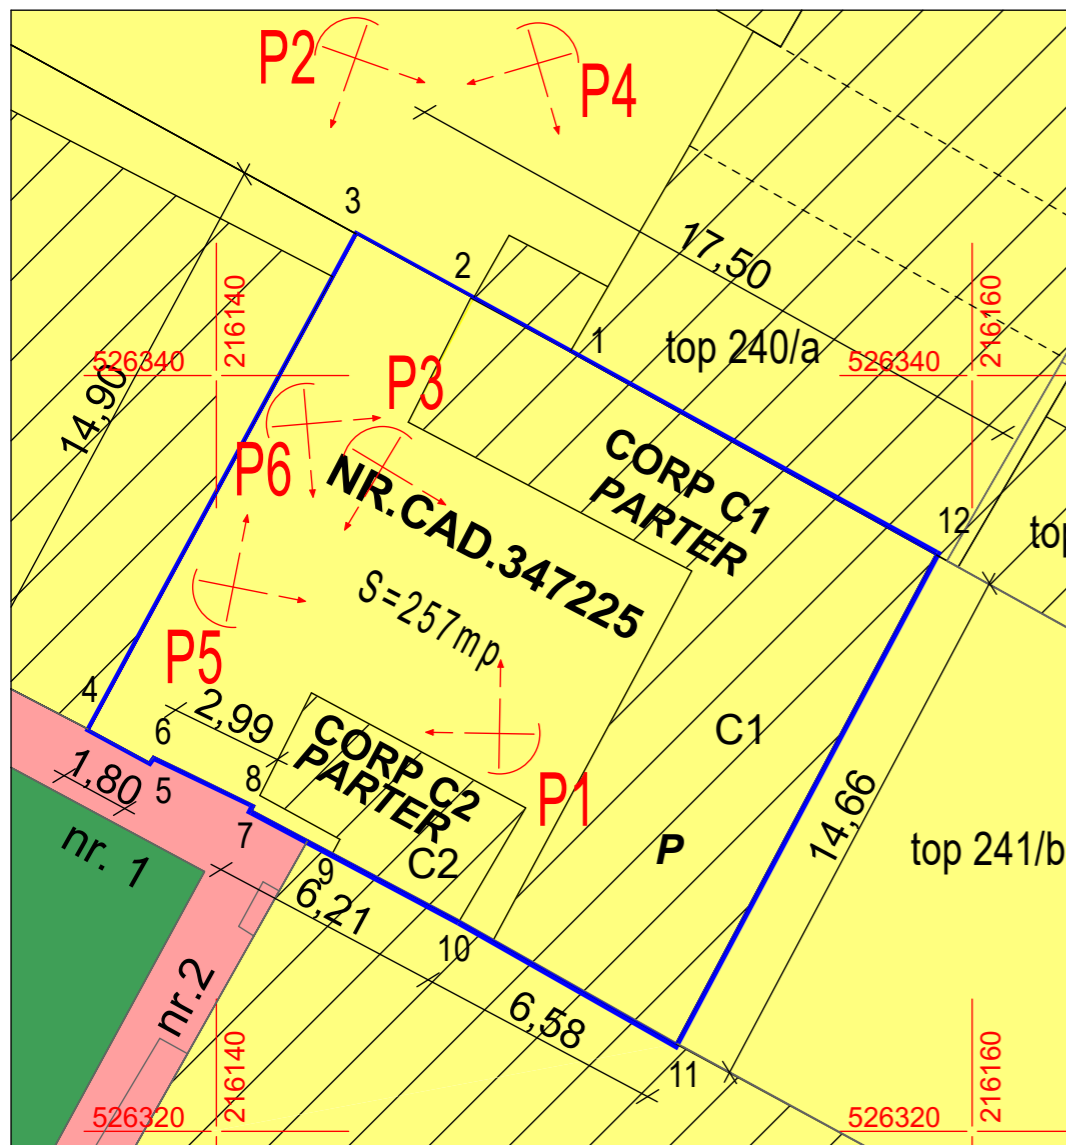 P2
P4
3
2
17,50
216140
216160
526340
1
top 240/a
526340
14,90
P3
P6
CORP C1
PARTER
12
top
NR.CAD.347225
S=257mp
P5
4
6
2,99
C1
1,80
5
8
CORP C2
PARTER
P1
14,66
7
nr. 1
9
C2
P
top 241/b
6,21
10
nr.2
6,58
11
216140
216160
526320
526320